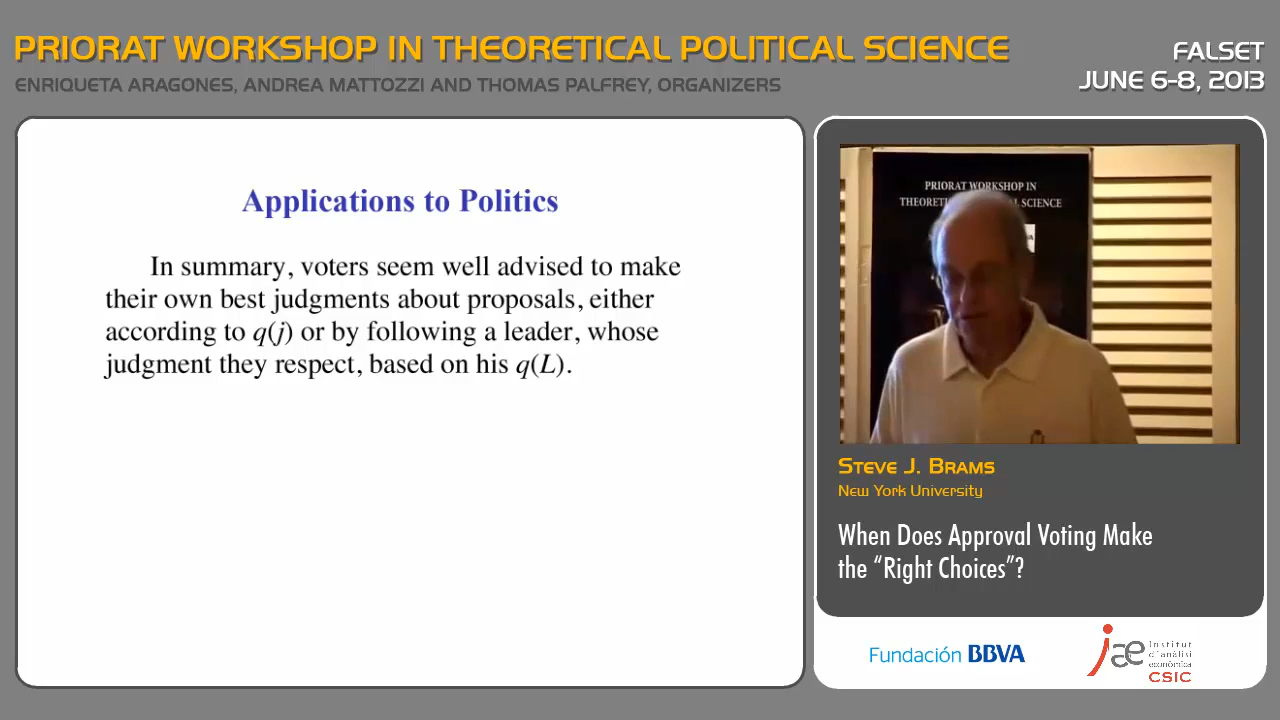 PRIORAT WORKSHOP IN THEORETICAL POLITICAL SCIENCE
ENRIQUETA ARAGONES, ANDREA MATTOZZI AND THOMAS PALFREY, ORGANIZERS
FALSET
JUNE 6-8, 2013
Applications to Politics
In summary, voters seem well advised to make
their own best judgments about proposals, either
according to q(j) or by following a leader, whose
judgment they respect, based on his q(L).
PRIORAT WORKSHOP IN
SCIENCE
STEVE J. BRAMS
New York University
When Does Approval Voting Make
the “Right Choices”?
Fundación BBVA
iae Institut
d'anàlisi
econòmica
CSIC